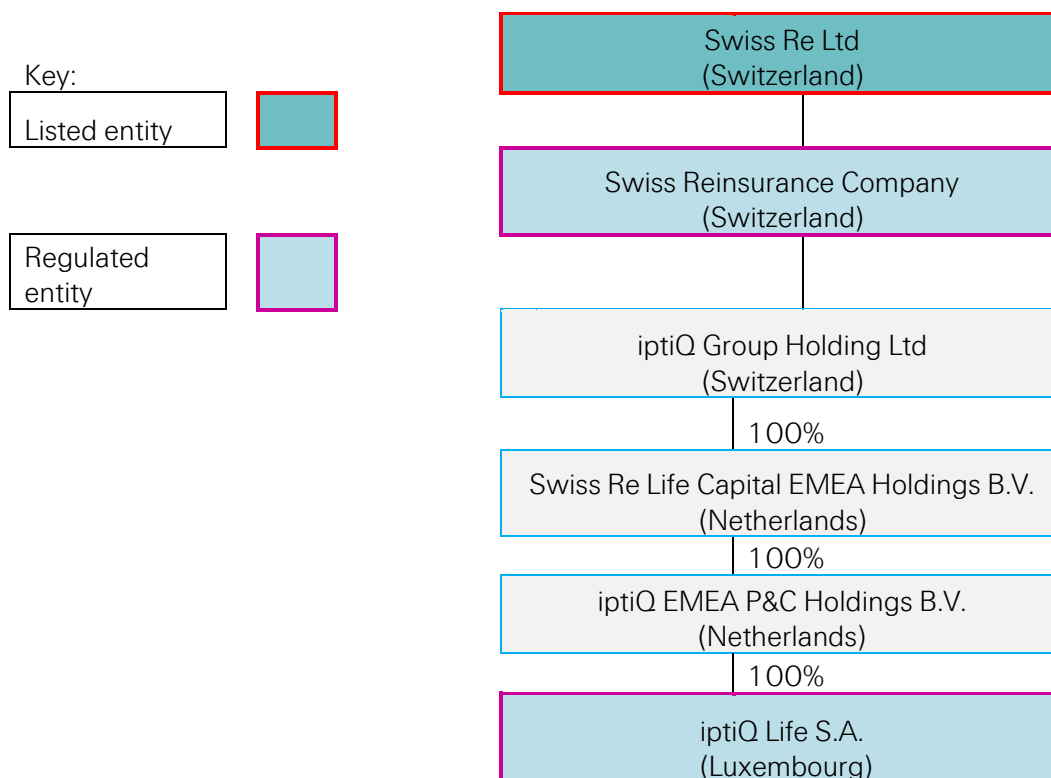 Key:
Listed entity
Regulated
entity
Swiss Re Ltd
(Switzerland)
Swiss Reinsurance Company
(Switzerland)
iptiQ Group Holding Ltd
(Switzerland)
100%
Swiss Re Life Capital EMEA Holdings B.V.
(Netherlands)
100%
iptiQ EMEA P&C Holdings B.V.
(Netherlands)
100%
iptiQ Life S.A.
(Luxembourg)